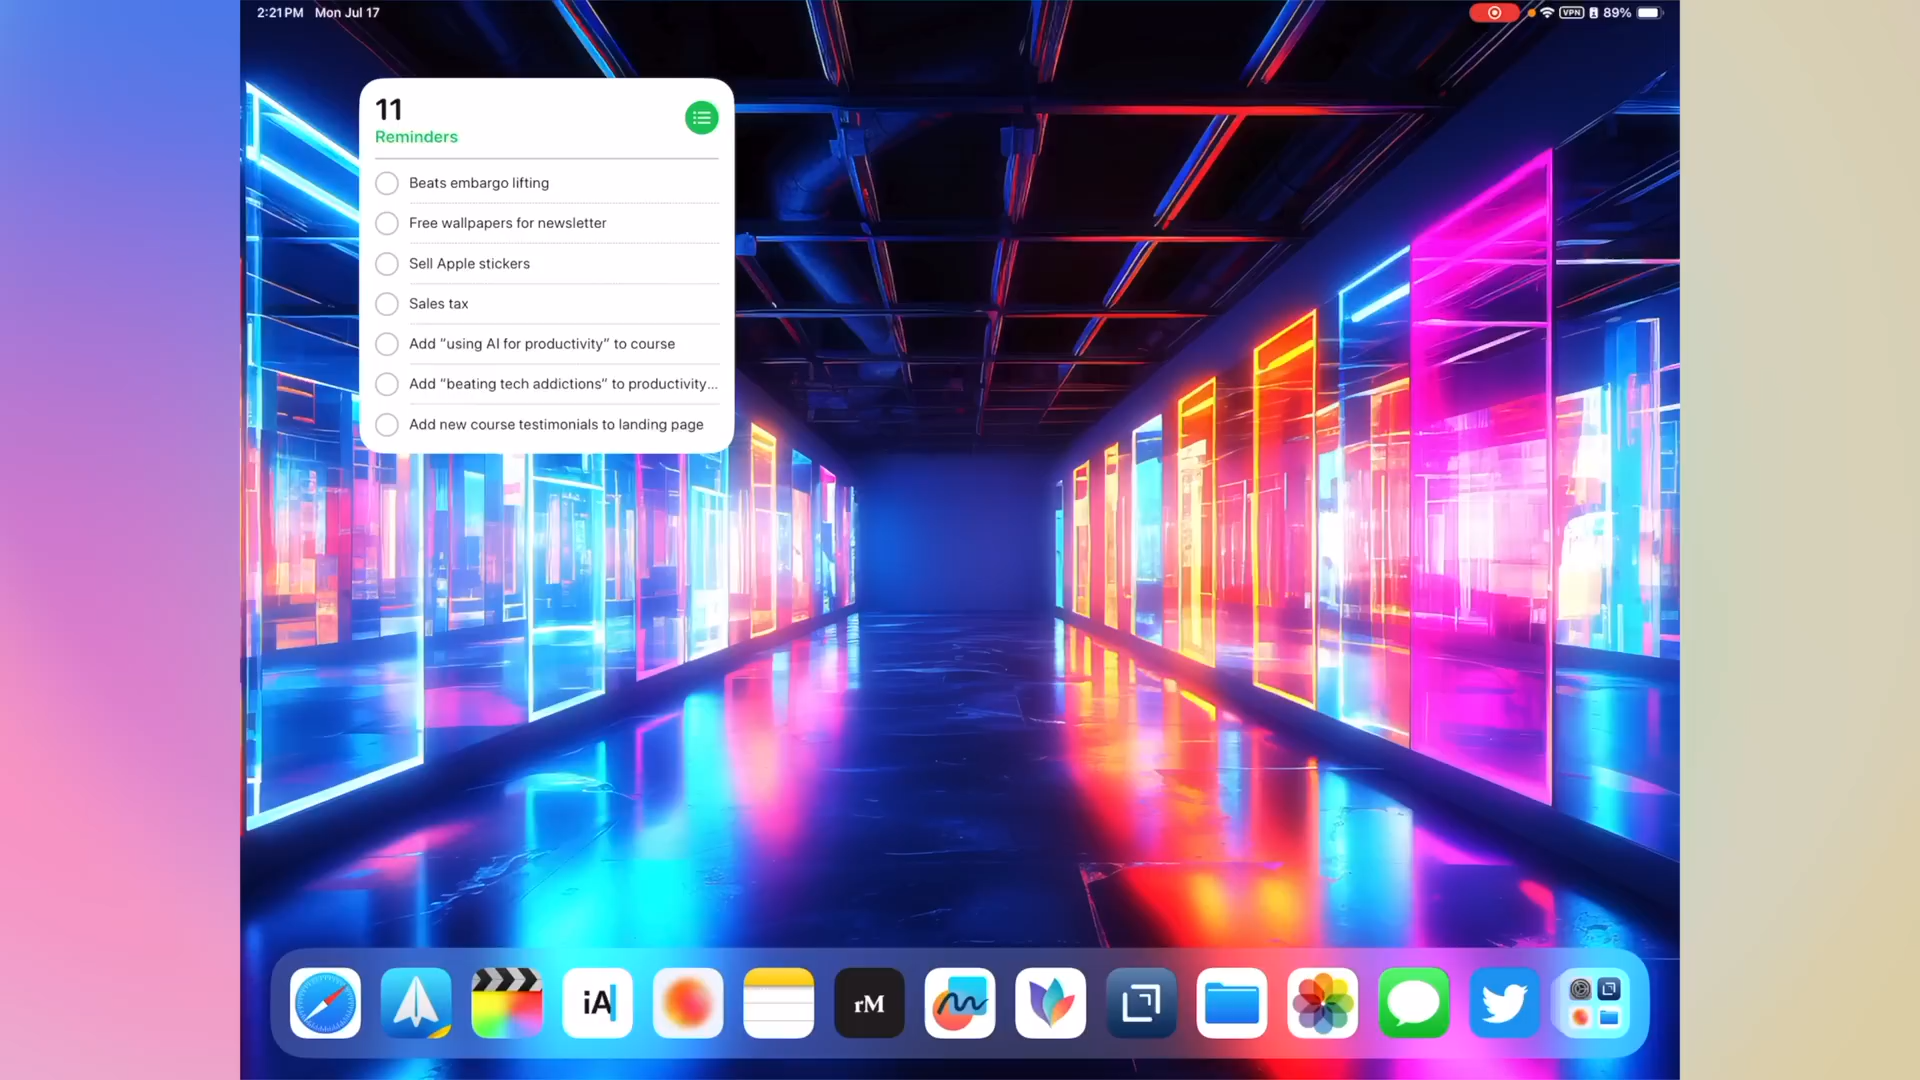 2:21 PM Mon Jul 17
VPN 89%
11
Reminders
Beats embargo lifting
Free wallpapers for newsletter
Sell Apple stickers
Sales tax
Add “using AI for productivity” to course
Add “beating tech addictions” to productivity...
Add new course testimonials to landing page
iA
rM